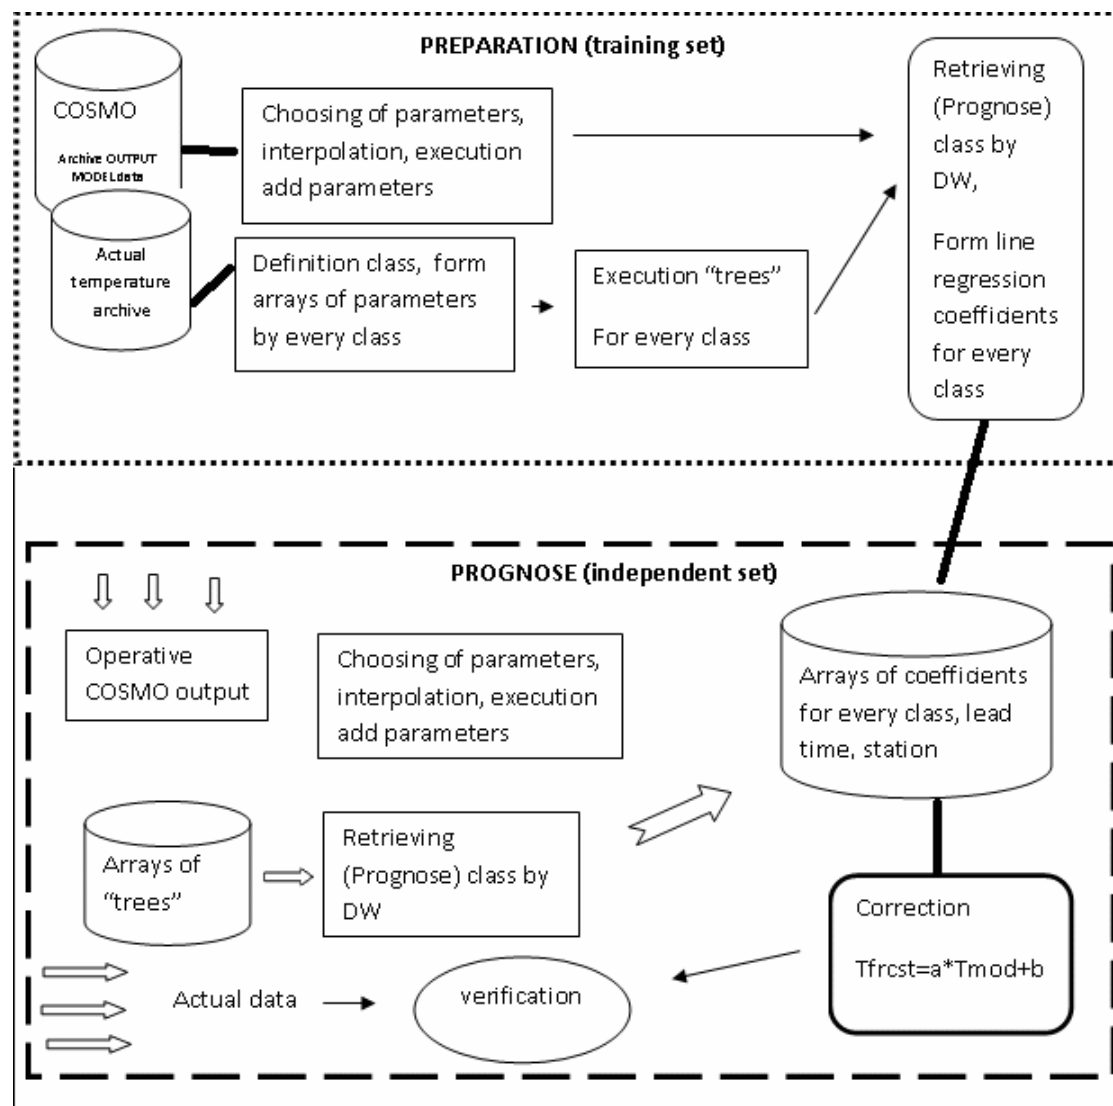 PREPARATION (training set)
COSMO
Archive OUTPUT
MODELdata
Actual
temperature
archive
Choosing of parameters,
interpolation, execution
add parameters
Definition class, form
arrays of parameters
by every class
Execution “trees”
For every class
Retrieving
(Prognose)
class by
DW,
Form line
regression
coefficients
for every
class
PROGNOSE (independent set)
Operative
COSMO output
Choosing of parameters,
interpolation, execution
add parameters
Arrays of coefficients
for every class, lead
time, station
Arrays of
“trees”
Retrieving
(Prognose) class by
DW
Correction
Tfrcst=a*Tmod+b
Actual data
verification